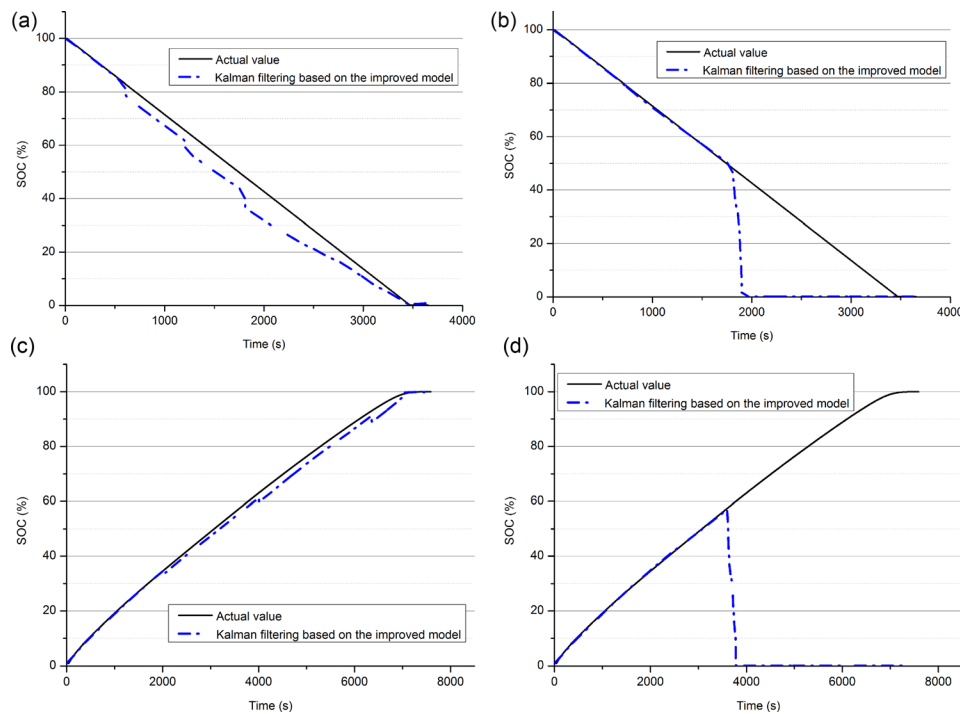 (a)
100
80
60
40
20
0
SOC (%)
Actual value
Kalman filtering based on the improved model
0 1000 2000 3000 4000
Time (s)
(b)
100
80
60
40
20
0
SOC (%)
Actual value
Kalman filtering based on the improved model
0 1000 2000 3000 4000
Time (s)
(c)
100
80
60
40
20
0
SOC (%)
Actual value
Kalman filtering based on the improved model
0 2000 4000 6000 8000
Time (s)
(d)
100
80
60
40
20
0
SOC (%)
Actual value
Kalman filtering based on the improved model
0 2000 4000 6000 8000
Time (s)